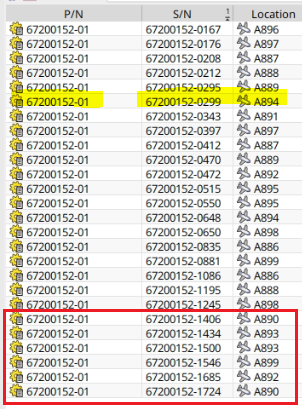 P/N S/N 1 Location
67200152-01 67200152-0167 A896
67200152-01 67200152-0176 A897
67200152-01 67200152-0208 A887
67200152-01 67200152-0212 A888
67200152-01 67200152-0295 A889
67200152-01 67200152-0299 A894
67200152-01 67200152-0343 A891
67200152-01 67200152-0397 A897
67200152-01 67200152-0412 A887
67200152-01 67200152-0470 A889
67200152-01 67200152-0472 A892
67200152-01 67200152-0515 A895
67200152-01 67200152-0550 A895
67200152-01 67200152-0648 A894
67200152-01 67200152-0650 A898
67200152-01 67200152-0835 A886
67200152-01 67200152-0881 A899
67200152-01 67200152-1086 A886
67200152-01 67200152-1195 A888
67200152-01 67200152-1245 A898
67200152-01 67200152-1406 A890
67200152-01 67200152-1434 A893
67200152-01 67200152-1500 A893
67200152-01 67200152-1546 A899
67200152-01 67200152-1685 A892
67200152-01 67200152-1724 A890